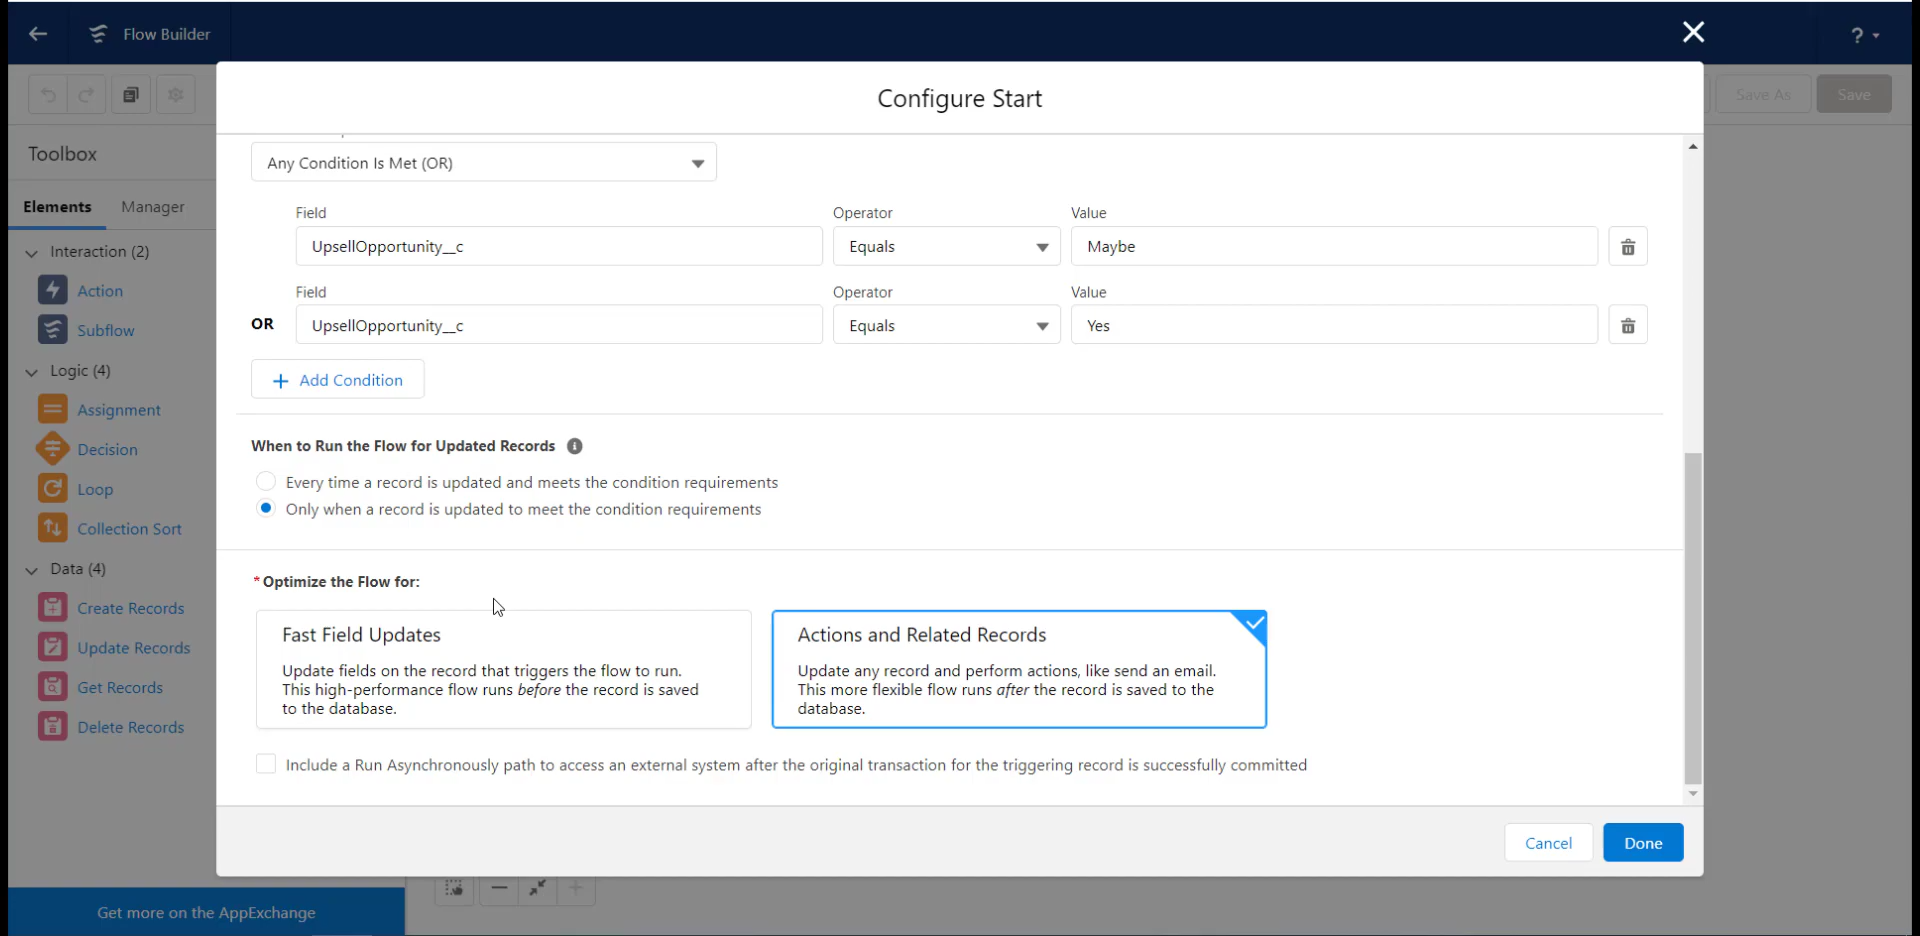 Flow Builder
?
Configure Start
Save As
Save
Toolbox
Elements
Manager
Interaction (2)
Action
Subflow
Logic (4)
Assignment
Decision
Loop
Collection Sort
Data (4)
Create Records
Update Records
Get Records
Delete Records
Get more on the AppExchange
Any Condition Is Met (OR)
Field
Operator
Value
UpsellOpportunity__c
Equals
Maybe
Field
Operator
Value
OR
UpsellOpportunity__c
Equals
Yes
+ Add Condition
When to Run the Flow for Updated Records
Every time a record is updated and meets the condition requirements
Only when a record is updated to meet the condition requirements
* Optimize the Flow for:
Fast Field Updates
Update fields on the record that triggers the flow to run.
This high-performance flow runs before the record is saved
to the database.
Actions and Related Records
Update any record and perform actions, like send an email.
This more flexible flow runs after the record is saved to the
database.
Include a Run Asynchronously path to access an external system after the original transaction for the triggering record is successfully committed
Cancel
Done